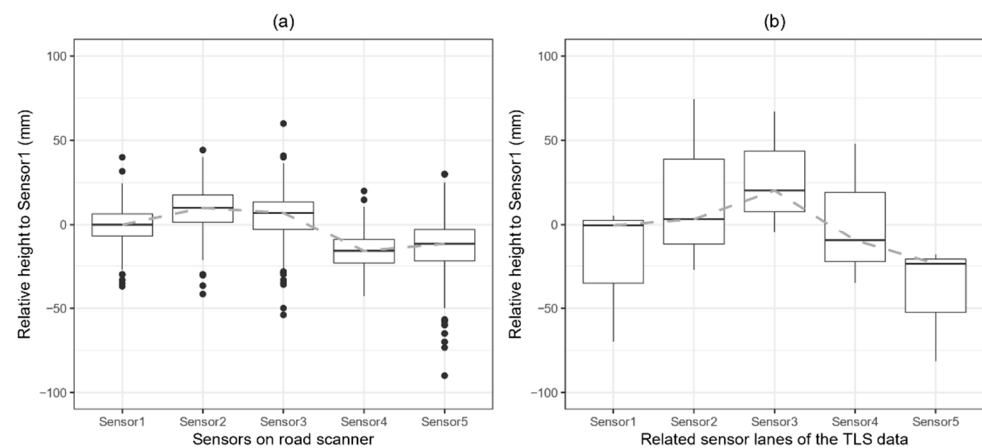 (a)
Relative height to Sensor1 (mm)
100
50
0
−50
−100
Sensor1 Sensor2 Sensor3 Sensor4 Sensor5
Sensors on road scanner
(b)
Relative height to Sensor1 (mm)
100
50
0
−50
−100
Sensor1 Sensor2 Sensor3 Sensor4 Sensor5
Related sensor lanes of the TLS data